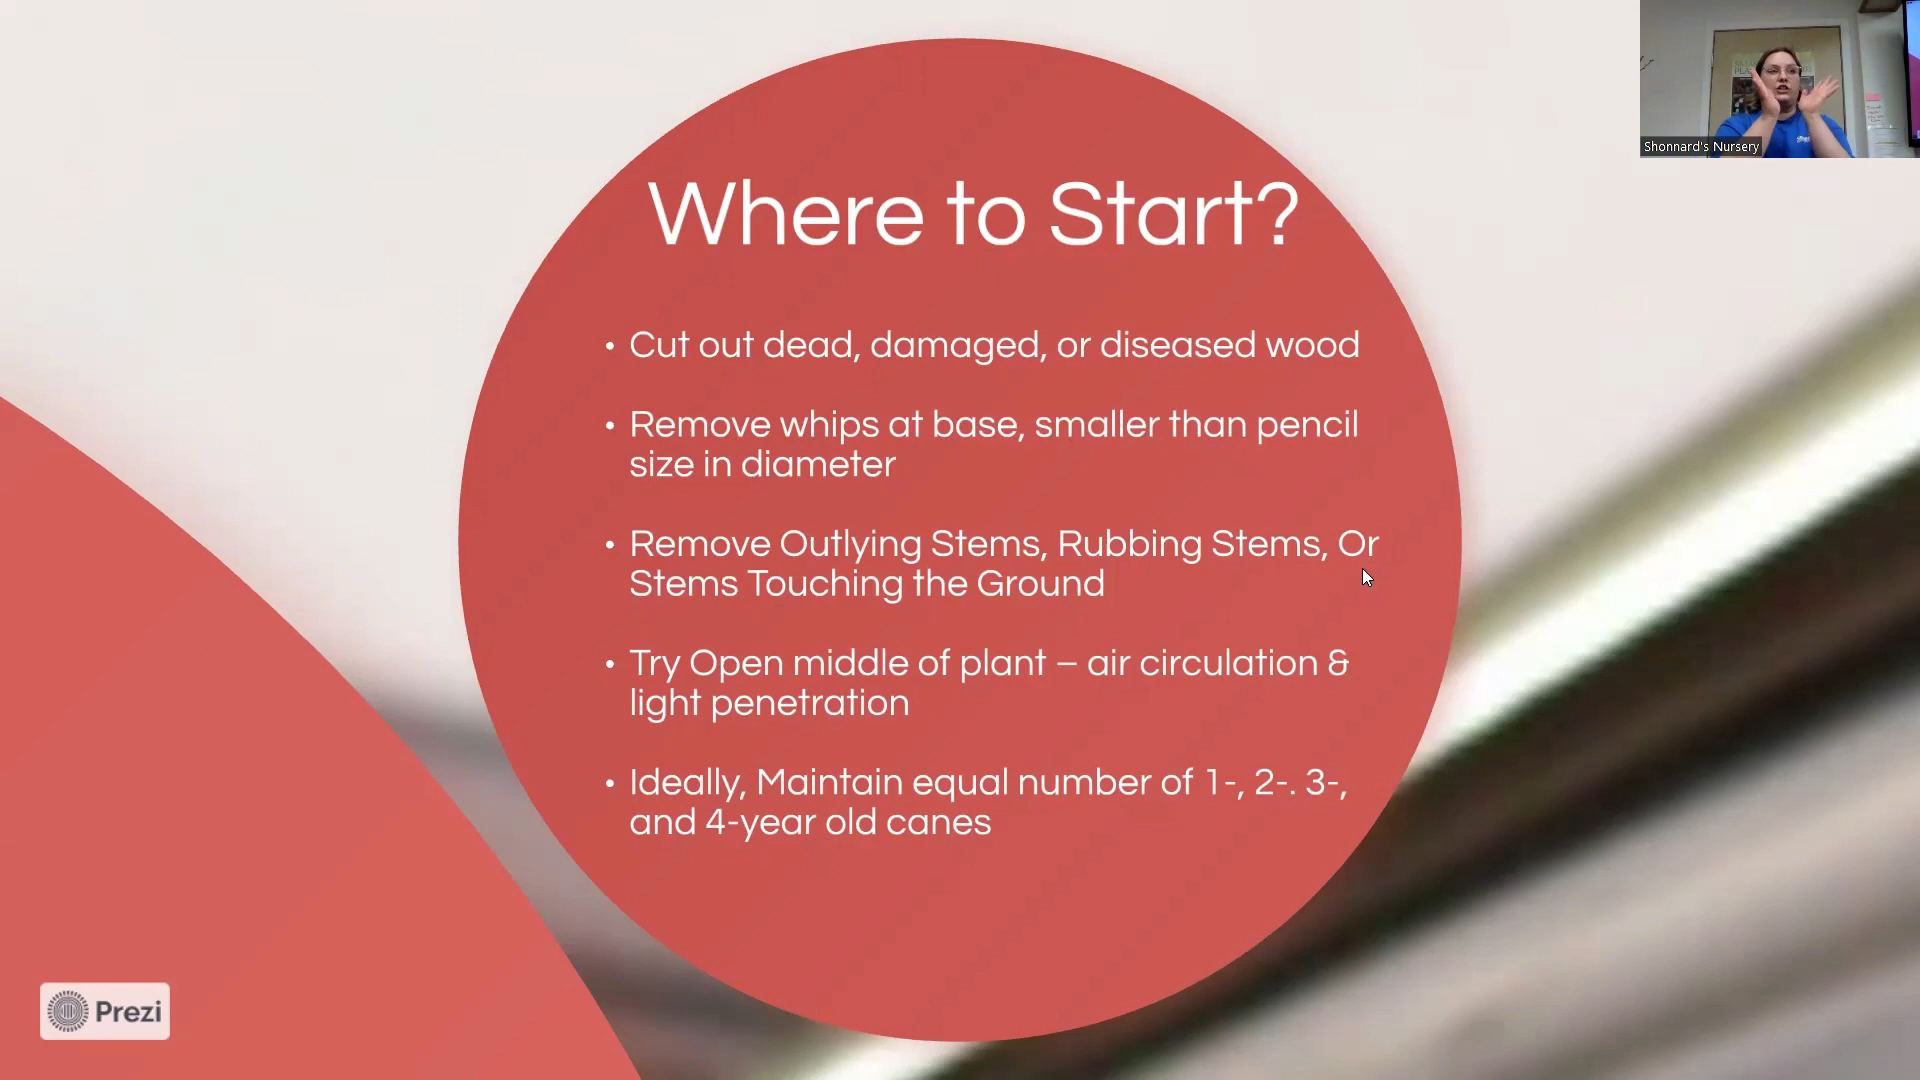 Where to Start?
• Cut out dead, damaged, or diseased wood
• Remove whips at base, smaller than pencil
size in diameter
• Remove Outlying Stems, Rubbing Stems, Or
Stems Touching the Ground
• Try Open middle of plant – air circulation &
light penetration
• Ideally, Maintain equal number of 1-, 2-. 3-,
and 4-year old canes
Shonnard's Nursery
Prezi